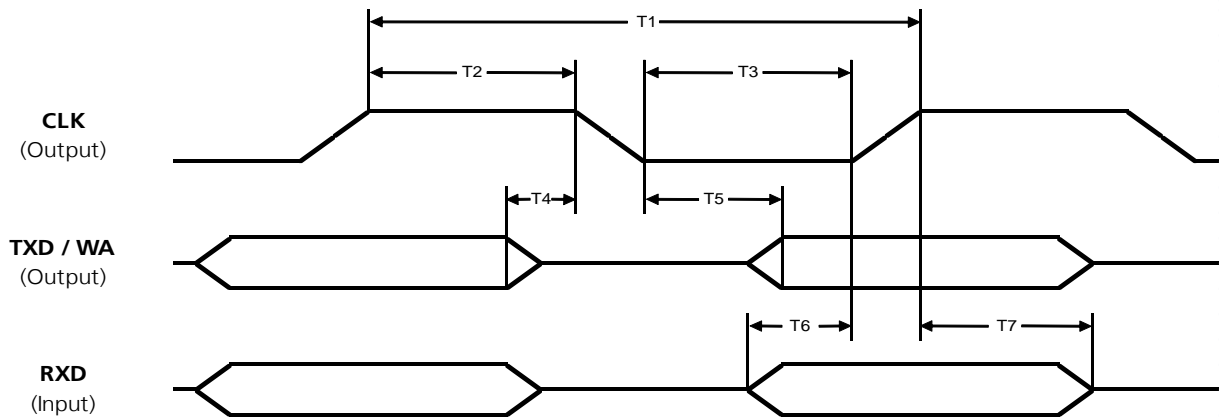 T1
T2
T3
CLK
(Output)
T4
T5
TXD / WA
(Output)
T6
T7
RXD
(Input)